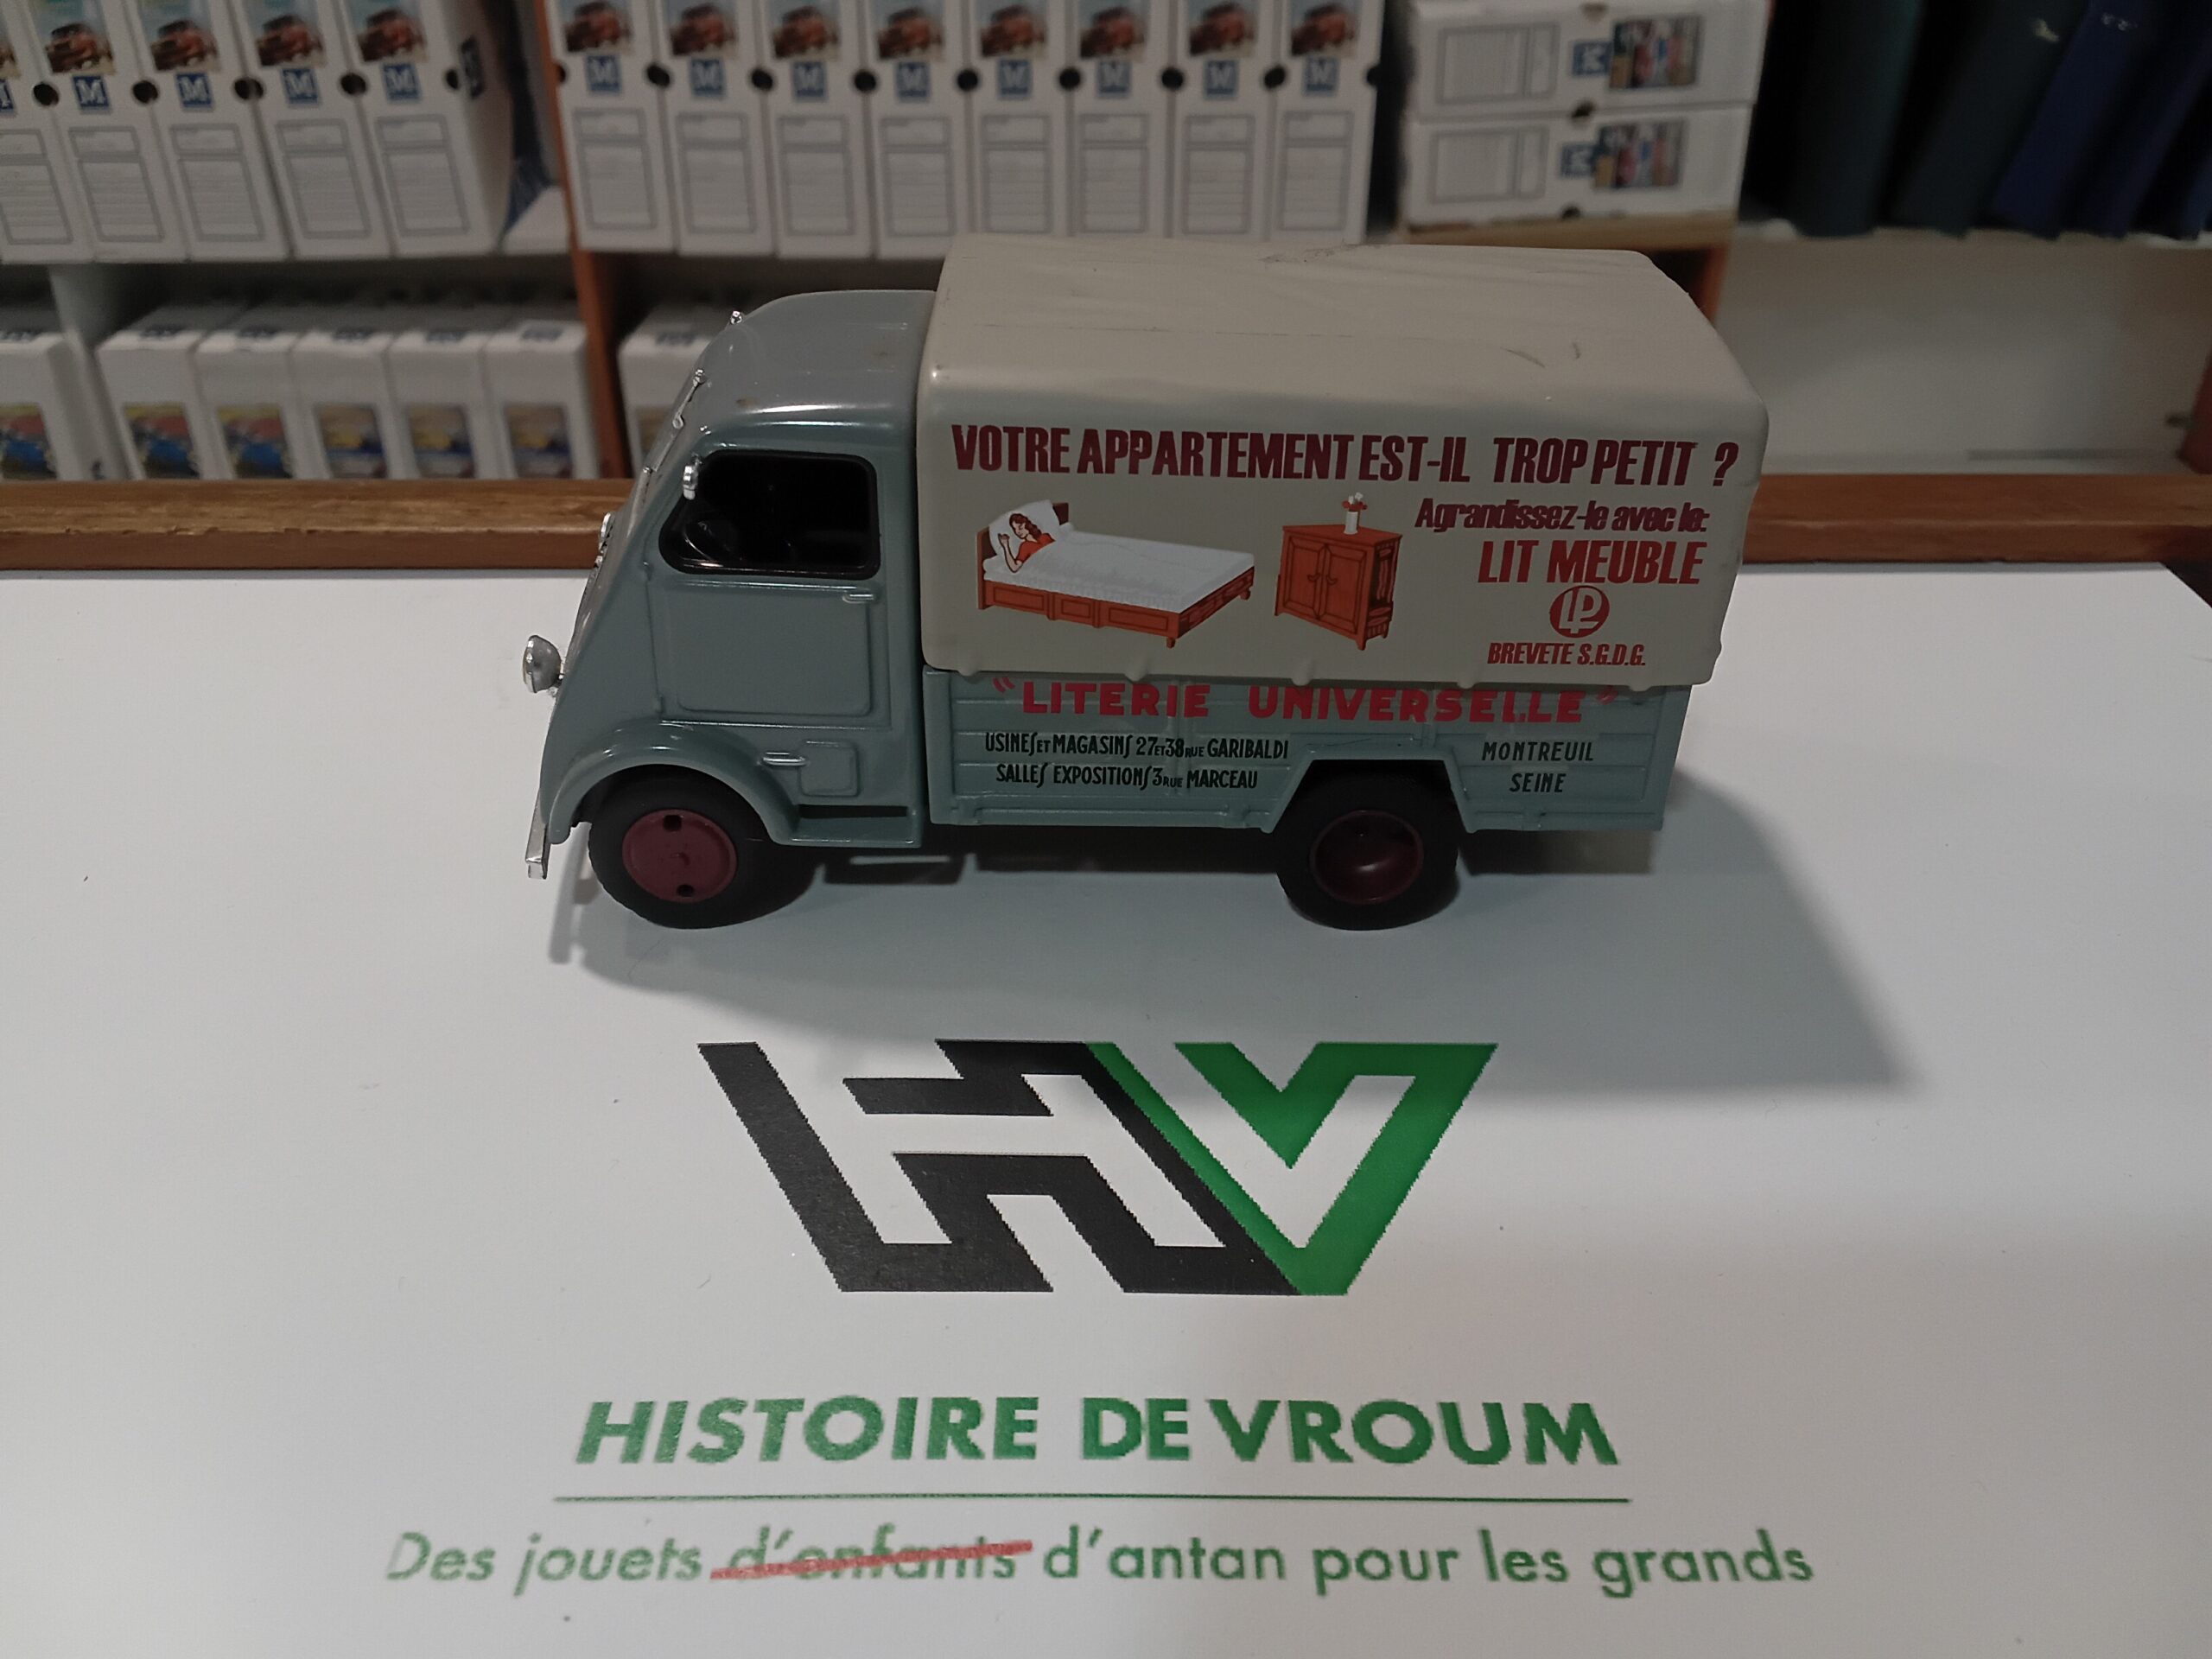 M M M M M
M M M M M M M M
M
M
VOTRE APPARTEMENT EST-IL TROP PETIT ?
Agrandissez-le avec le:
LIT MEUBLE
LP
BREVETE S.G.D.G.
"LITERIE UNIVERSELLE"
USINES ET MAGASINS 27 ET 38 RUE GARIBALDI
SALLES EXPOSITIONS 3 RUE MARCEAU
MONTREUIL
SEINE
HV
HISTOIRE DE VROUM
Des jouets d'enfants d'antan pour les grands